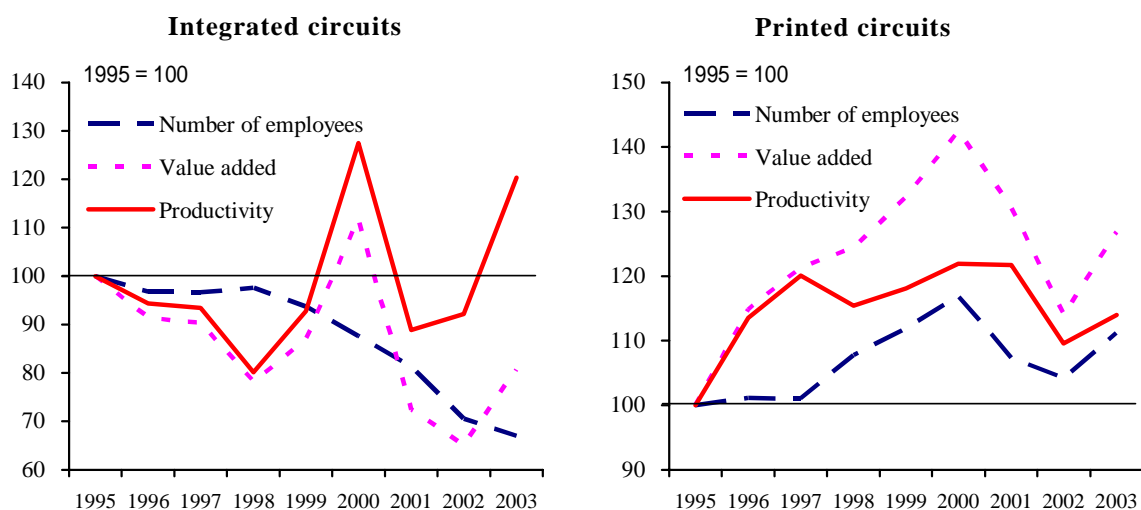 Integrated circuits
1995 = 100
Number of employees
Value added
Productivity
140
130
120
110
100
90
80
70
60
1995 1996 1997 1998 1999 2000 2001 2002 2003
Printed circuits
1995 = 100
Number of employees
Value added
Productivity
150
140
130
120
110
100
90
1995 1996 1997 1998 1999 2000 2001 2002 2003